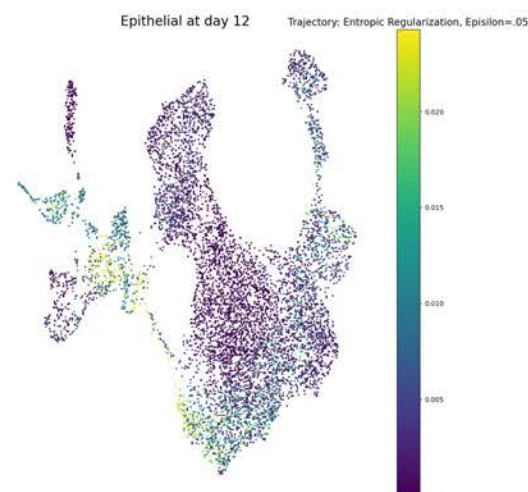 Epithelial at day 12
Trajectory: Entropic Regularization, Episilon=.05
0.020
0.015
0.010
0.005